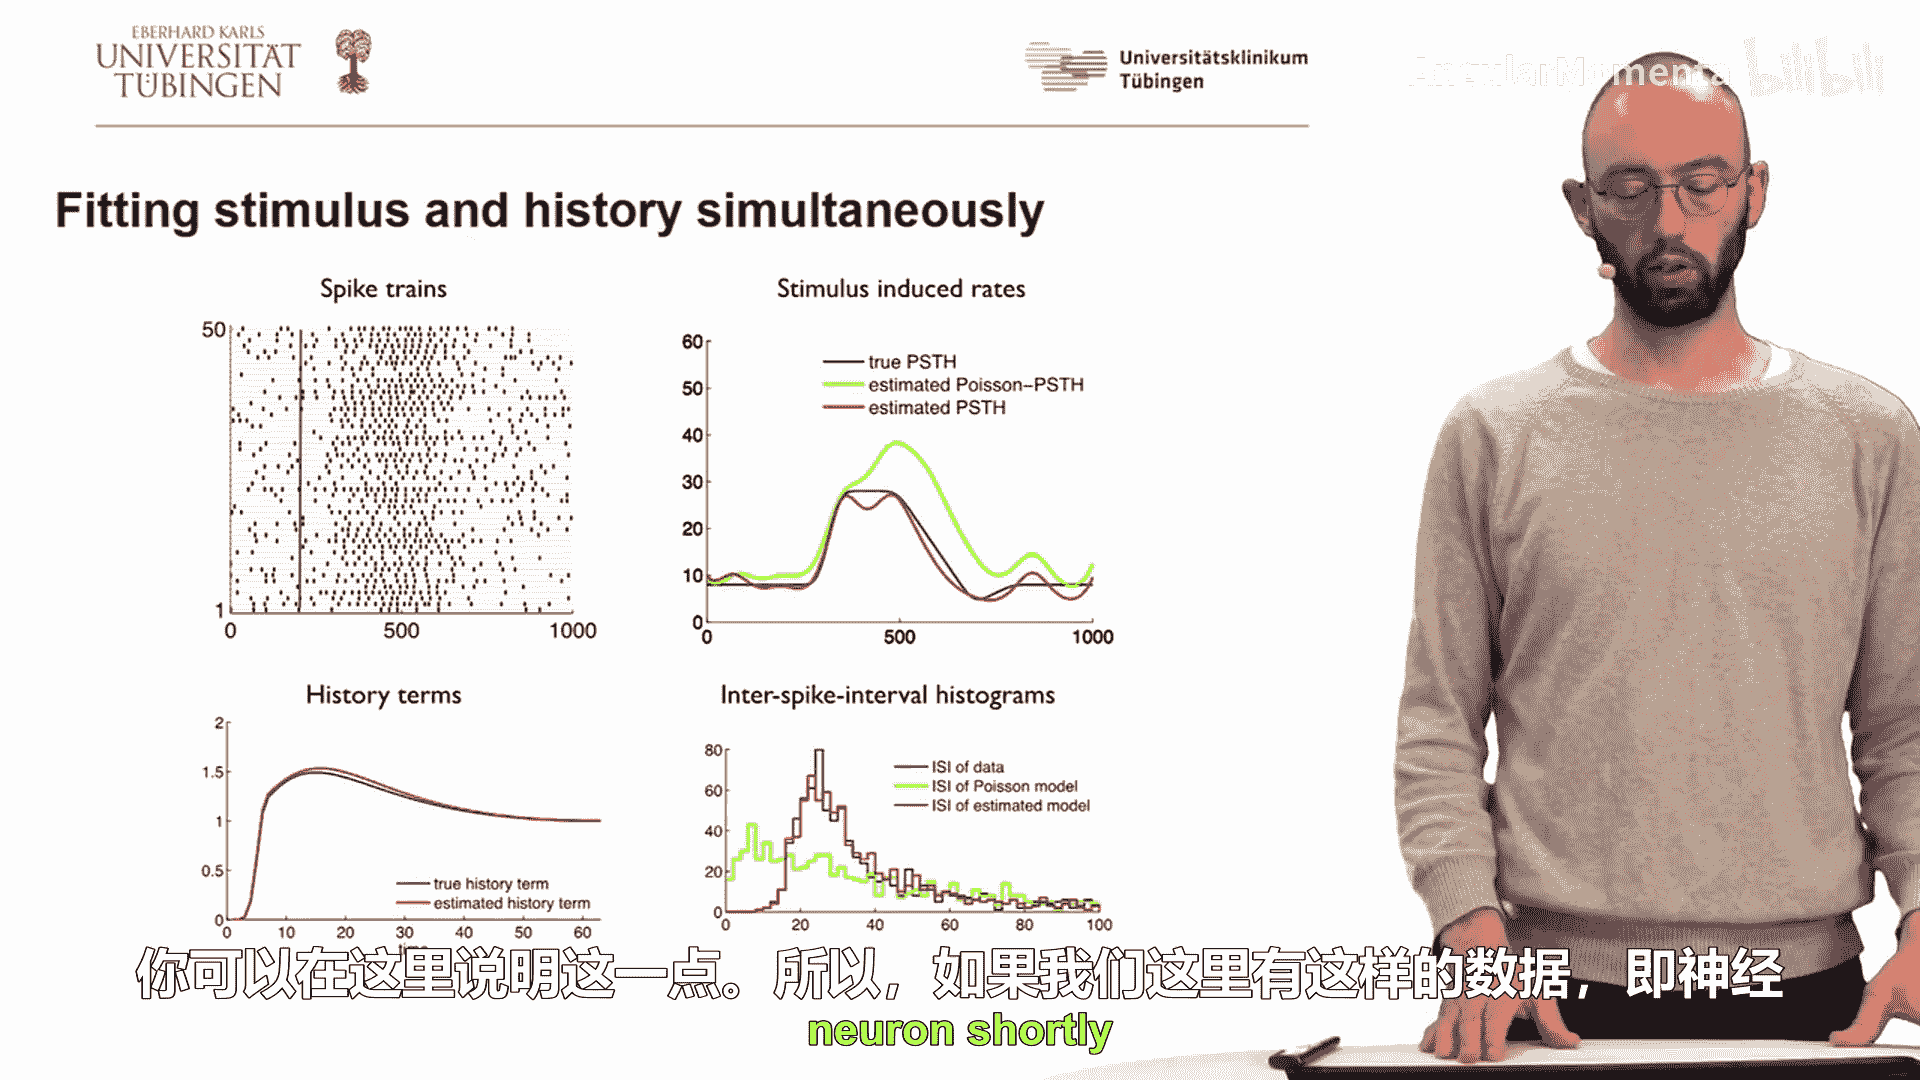 EBERHARD KARLS
UNIVERSITÄT
TÜBINGEN
Universitätsklinikum
Tübingen
bilibili
Fitting stimulus and history simultaneously
Spike trains
50
1
0 500 1000
Stimulus induced rates
60
50
40
30
20
10
0
true PSTH
estimated Poisson–PSTH
estimated PSTH
0 500 1000
History terms
2
1.5
1
0.5
0
true history term
estimated history term
0 10 20 30 40 50 60
Inter-spike-interval histograms
80
60
40
20
0
ISI of data
ISI of Poisson model
ISI of estimated model
0 20 40 60 80 100
你可以在这里说明这一点。所以，如果我们这里有这样的数据，即神经
neuron shortly